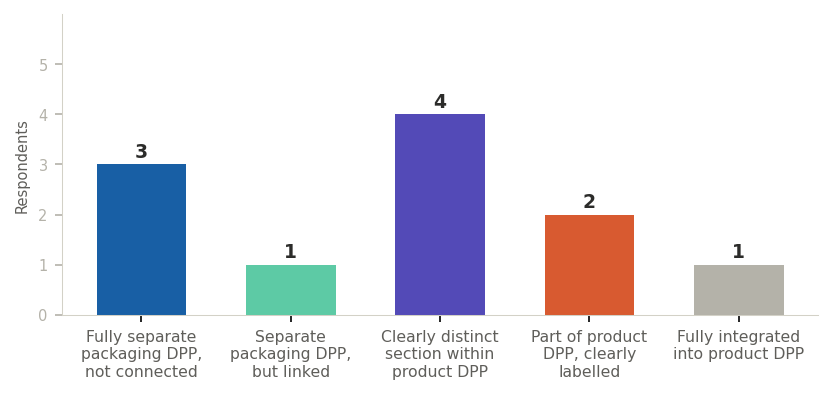 Respondents
5
4
3
2
1
0
3
1
4
2
1
Fully separate
packaging DPP,
not connected
Separate
packaging DPP,
but linked
Clearly distinct
section within
product DPP
Part of product
DPP, clearly
labelled
Fully integrated
into product DPP